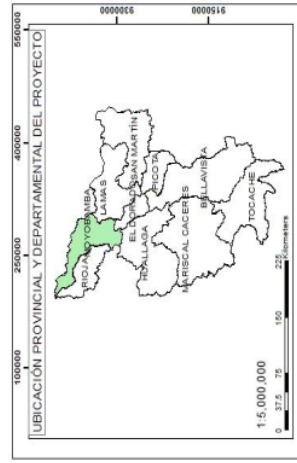 UBICACIÓN PROVINCIAL Y DEPARTAMENTAL DEL PROYECTO
100000
250000
400000
550000
9300000
9150000
RIOJA
MOYOBAMBA
LAMAS
EL DORADO
SAN MARTÍN
HUALLAGA
PICOTA
MARISCAL CACERES
BELLAVISTA
TOCACHE
1:5,000,000
0 37.5 75 150 225
Kilometers